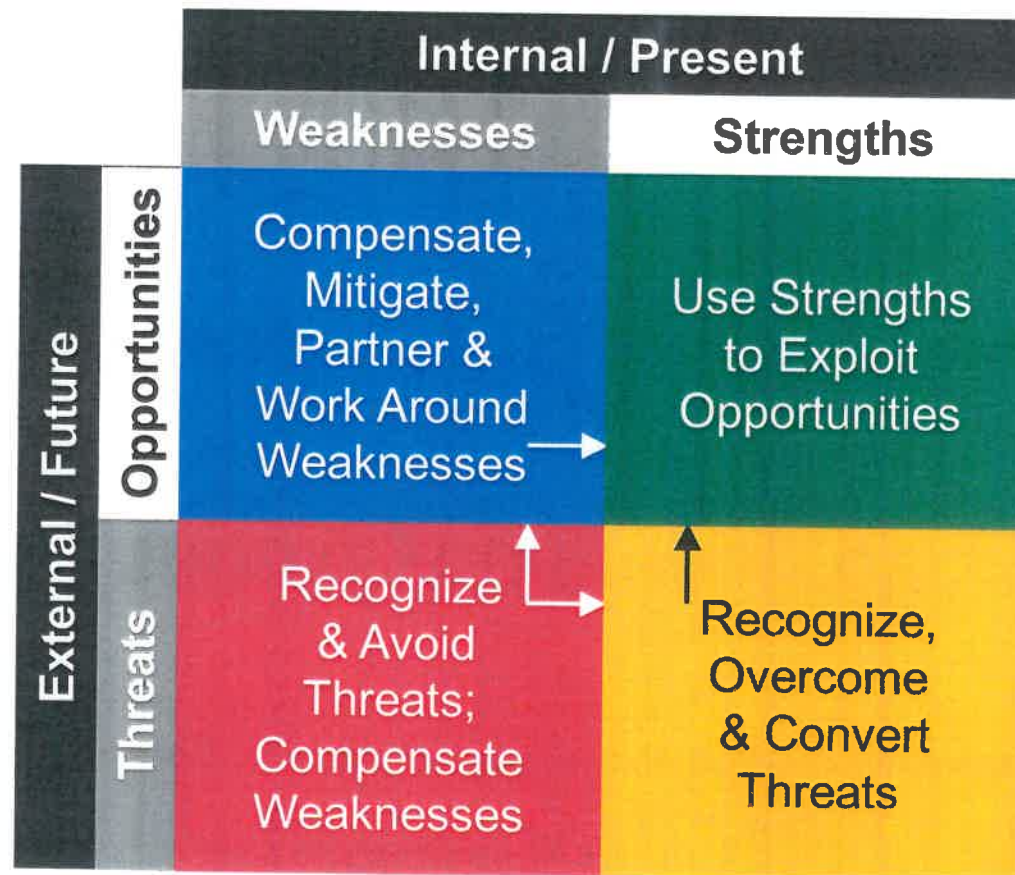 Internal / Present
Weaknesses
Strengths
External / Future
Opportunities
Compensate,
Mitigate,
Partner &
Work Around
Weaknesses
Use Strengths
to Exploit
Opportunities
Threats
Recognize
& Avoid
Threats;
Compensate
Weaknesses
Recognize,
Overcome
& Convert
Threats